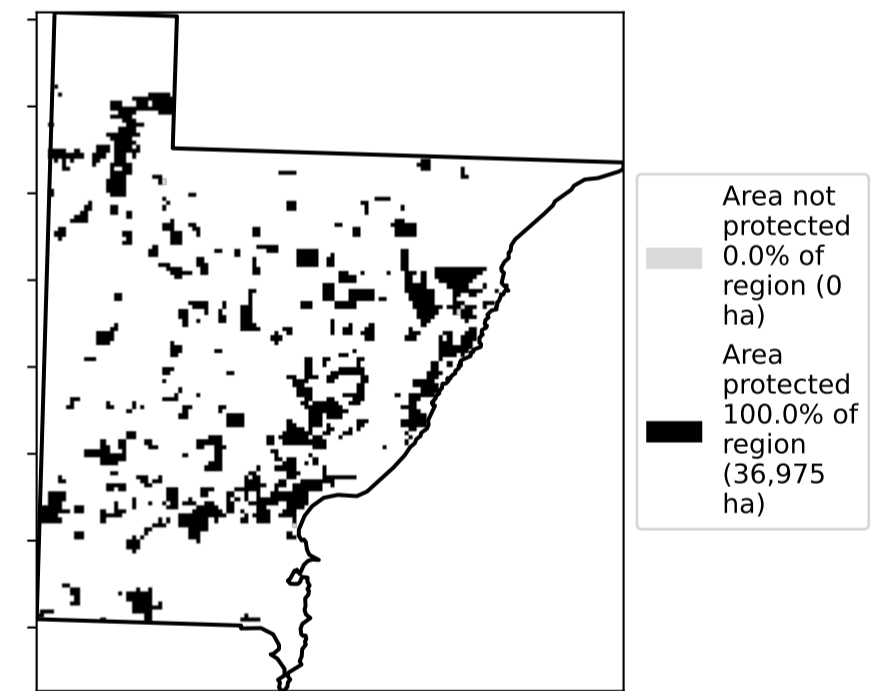 Area not
protected
0.0% of
region (0
ha)
Area
protected
100.0% of
region
(36,975
ha)